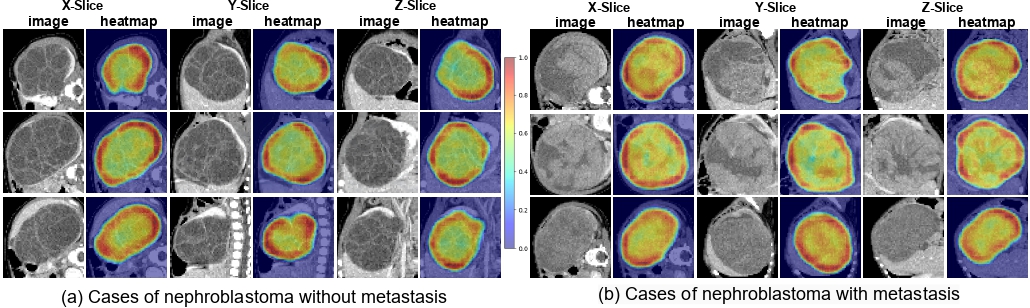 X-Slice Y-Slice Z-Slice
image heatmap image heatmap image heatmap
1.0
0.8
0.6
0.4
0.2
0.0
(a) Cases of nephroblastoma without metastasis
X-Slice Y-Slice Z-Slice
image heatmap image heatmap image heatmap
(b) Cases of nephroblastoma with metastasis